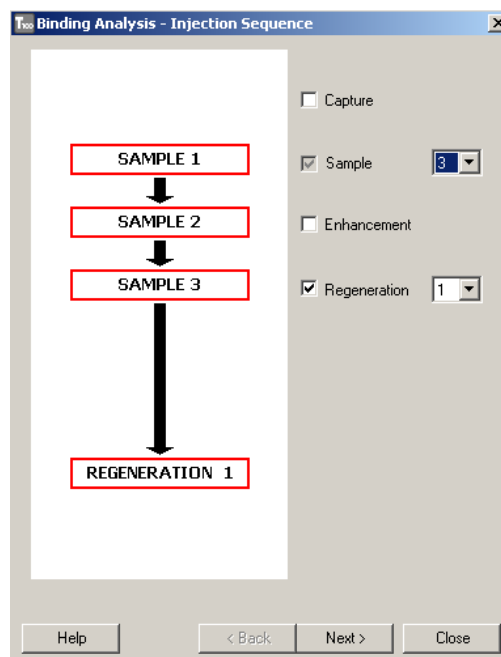 T100 Binding Analysis - Injection Sequence
Capture
SAMPLE 1
Sample 3
SAMPLE 2
Enhancement
SAMPLE 3
Regeneration 1
REGENERATION 1
Help < Back Next > Close